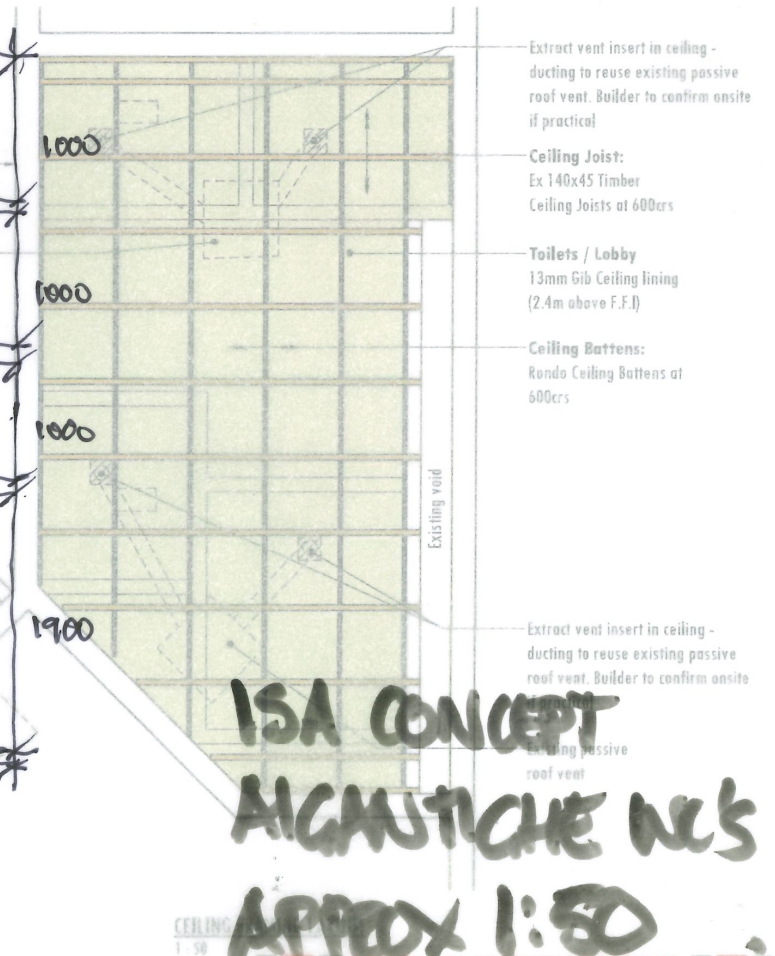 Extract vent insert in ceiling -
ducting to reuse existing passive
roof vent. Builder to confirm onsite
if practical
1000
Ceiling Joist:
Ex 140x45 Timber
Ceiling Joists at 600crs
Toilets / Lobby
13mm Gib Ceiling lining
(2.4m above F.F.l)
1000
Ceiling Battens:
Rondo Ceiling Battens at
600crs
1000
Existing void
1900
Extract vent insert in ceiling -
ducting to reuse existing passive
roof vent. Builder to confirm onsite
if practical
ISA CONCEPT
Existing passive
roof vent
AIGANTICHE WC'S
APPROX 1:50
CEILING
1 - 50